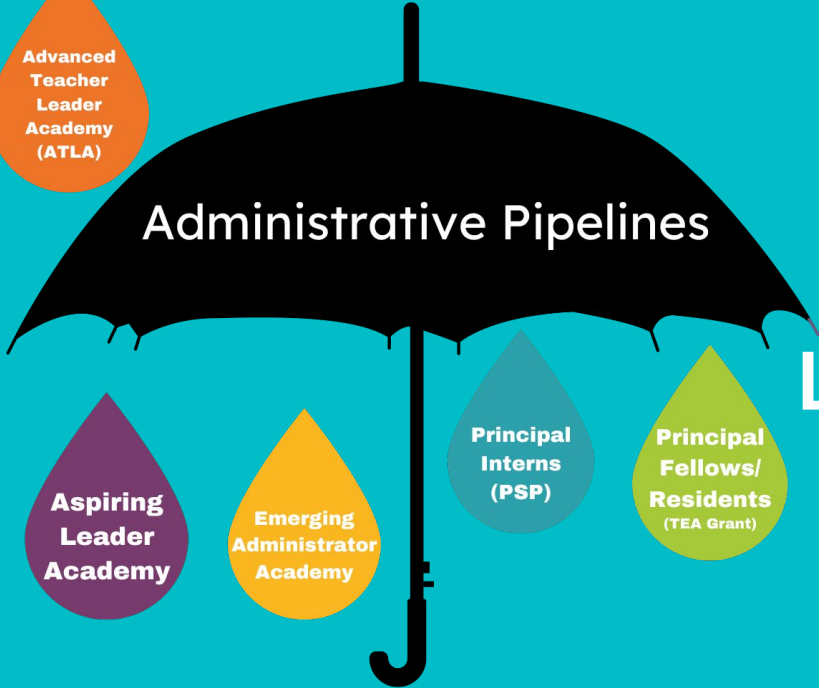 Advanced
Teacher
Leader
Academy
(ATLA)
Administrative Pipelines
Aspiring
Leader
Academy
Emerging
Administrator
Academy
Principal
Interns
(PSP)
Principal
Fellows/
Residents
(TEA Grant)
L